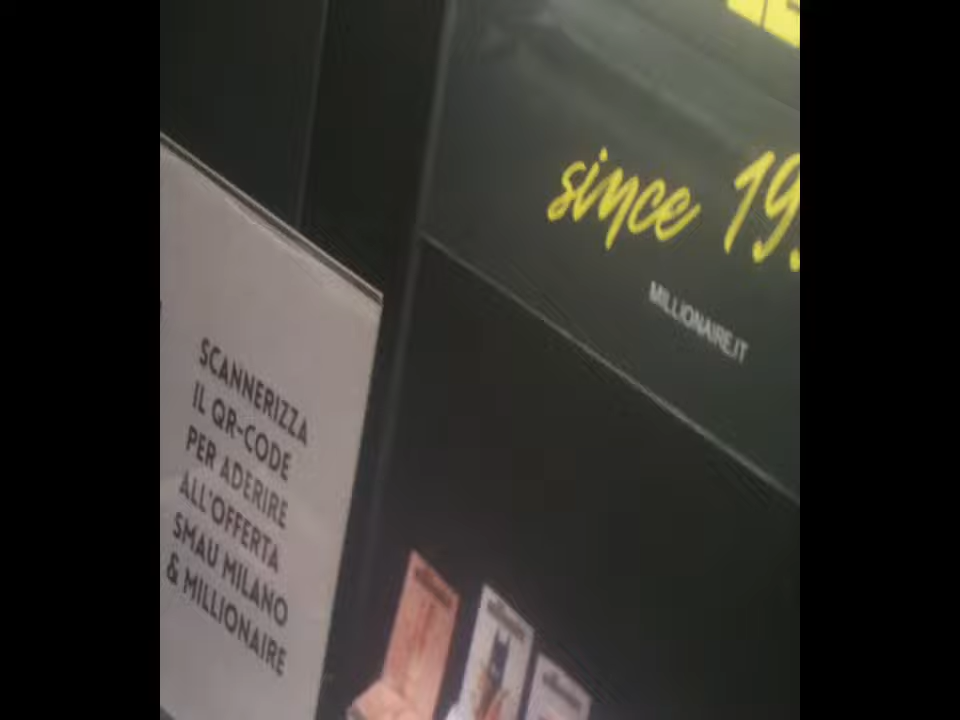 since 19
MILLIONAIRE.IT
SCANNERIZZA
IL QR-CODE
PER ADERIRE
ALL'OFFERTA
SMAU MILANO
& MILLIONAIRE